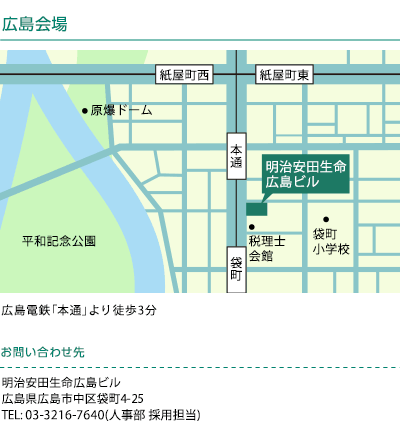 広島会場
紙屋町西
紙屋町東
原爆ドーム
本通
明治安田生命
広島ビル
平和記念公園
税理士
会館
袋町
小学校
袋町
広島電鉄「本通」より徒歩3分
お問い合わせ先
明治安田生命広島ビル
広島県広島市中区袋町4-25
TEL: 03-3216-7640(人事部 採用担当)